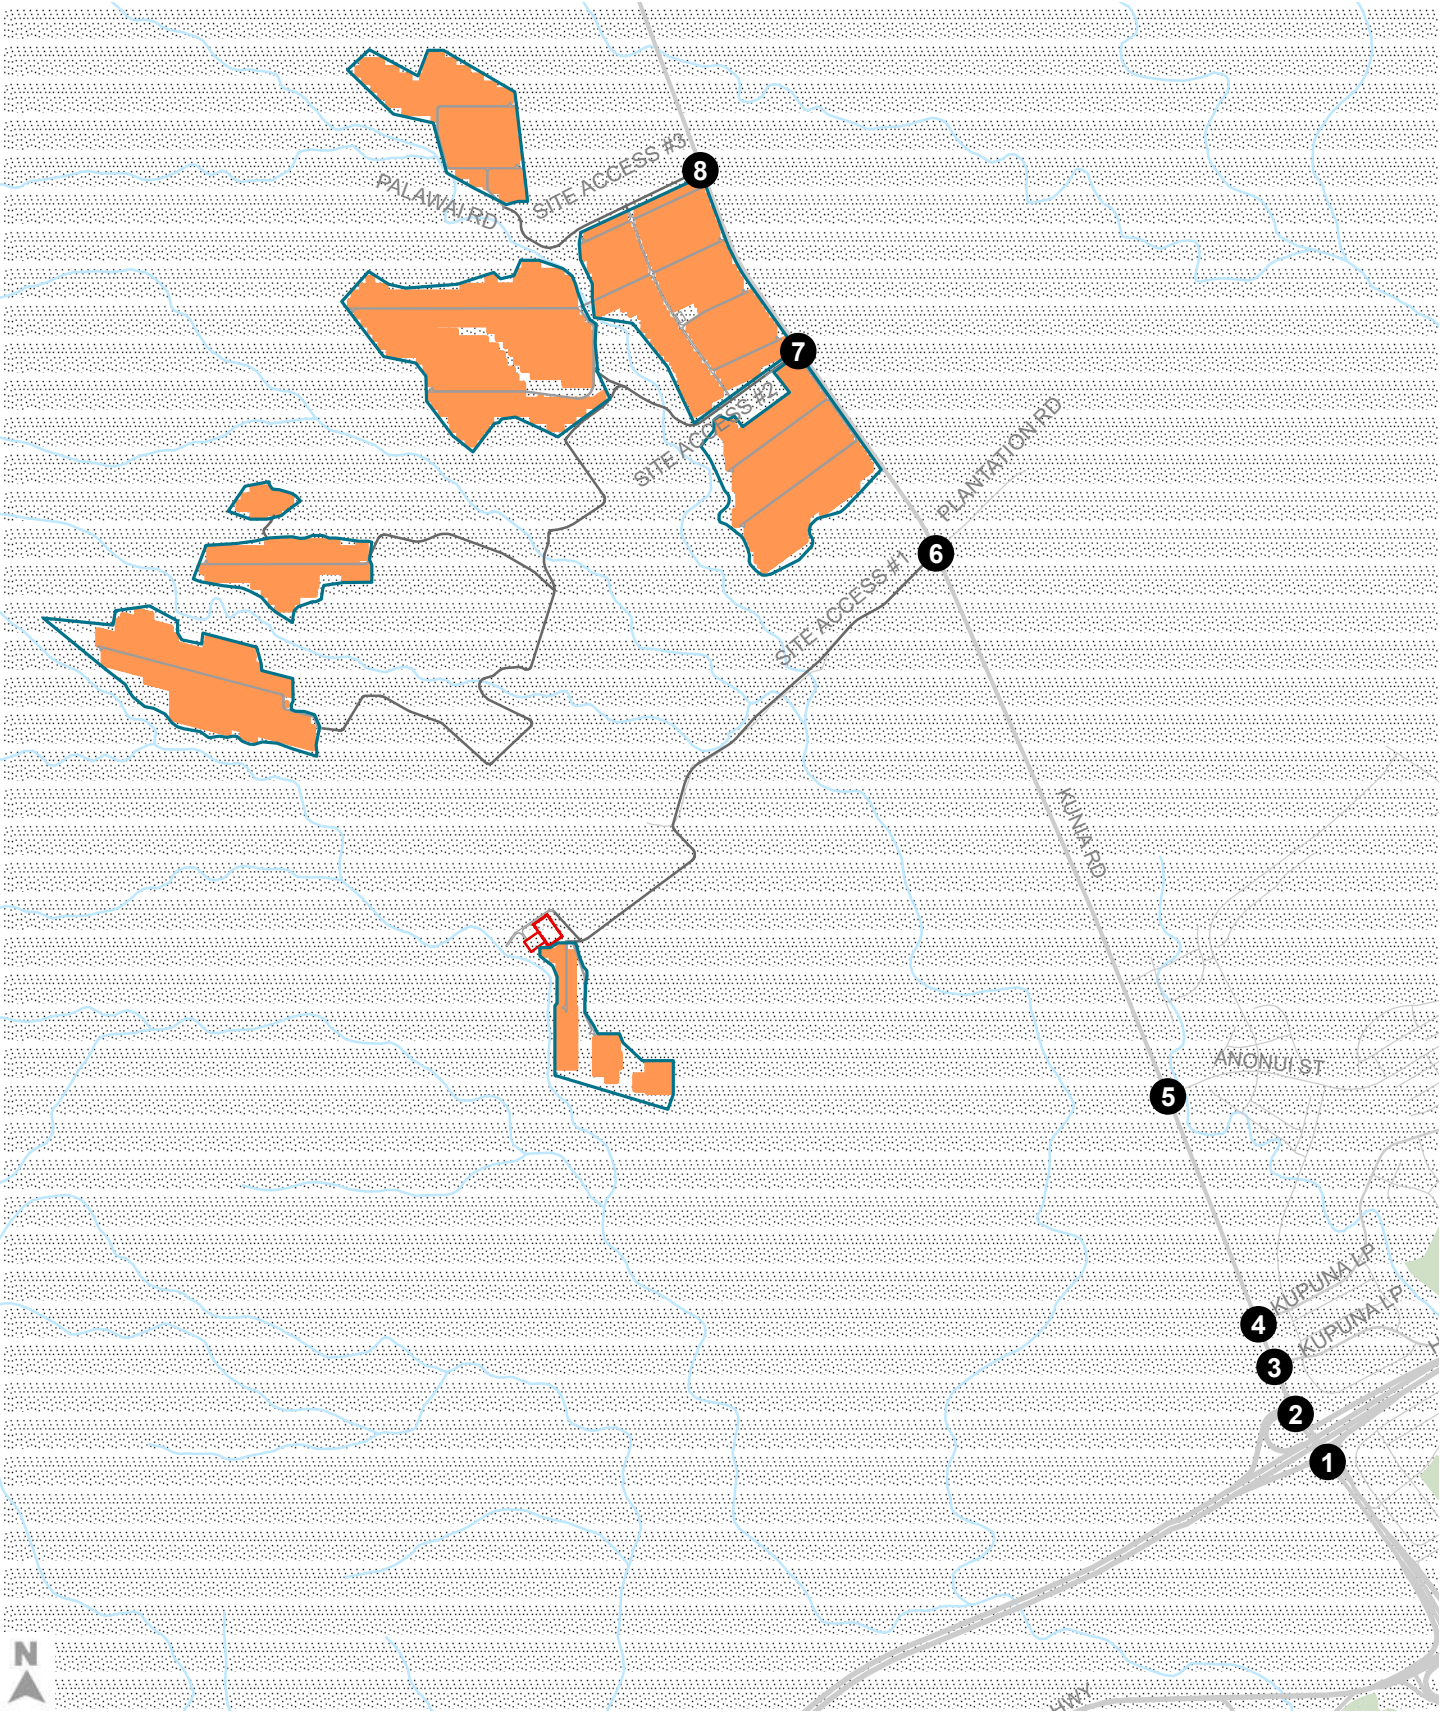 8
SITE ACCESS #3
PALAWAI RD
7
SITE ACCESS #2
PLANTATION RD
6
SITE ACCESS #1
KUNIA RD
ANONUI ST
5
KUPUNA LP
4
KUPUNA LP
3
2
1
N
HWY